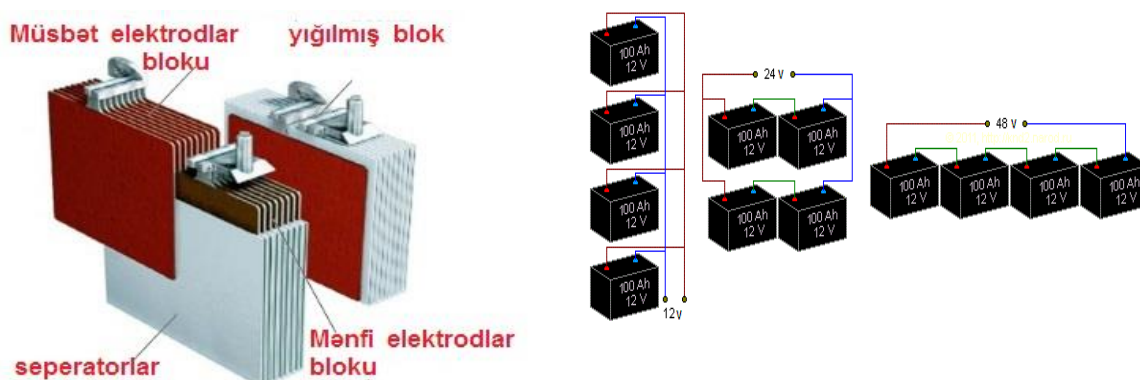 Müsbət elektrodlar
bloku
yığılmış blok
Mənfi elektrodlar
bloku
seperatorlar
100 Ah
12 V
100 Ah
12 V
100 Ah
12 V
100 Ah
12 V
12v
24 v
100 Ah
12 V
100 Ah
12 V
100 Ah
12 V
100 Ah
12 V
48 v
100 Ah
12 V
100 Ah
12 V
100 Ah
12 V
100 Ah
12 V